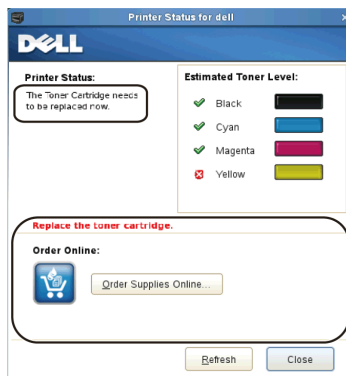 Printer Status for dell
DELL
Printer Status:
The Toner Cartridge needs
to be replaced now.
Estimated Toner Level:
Black
Cyan
Magenta
Yellow
Replace the toner cartridge.
Order Online:
Order Supplies Online...
Refresh
Close